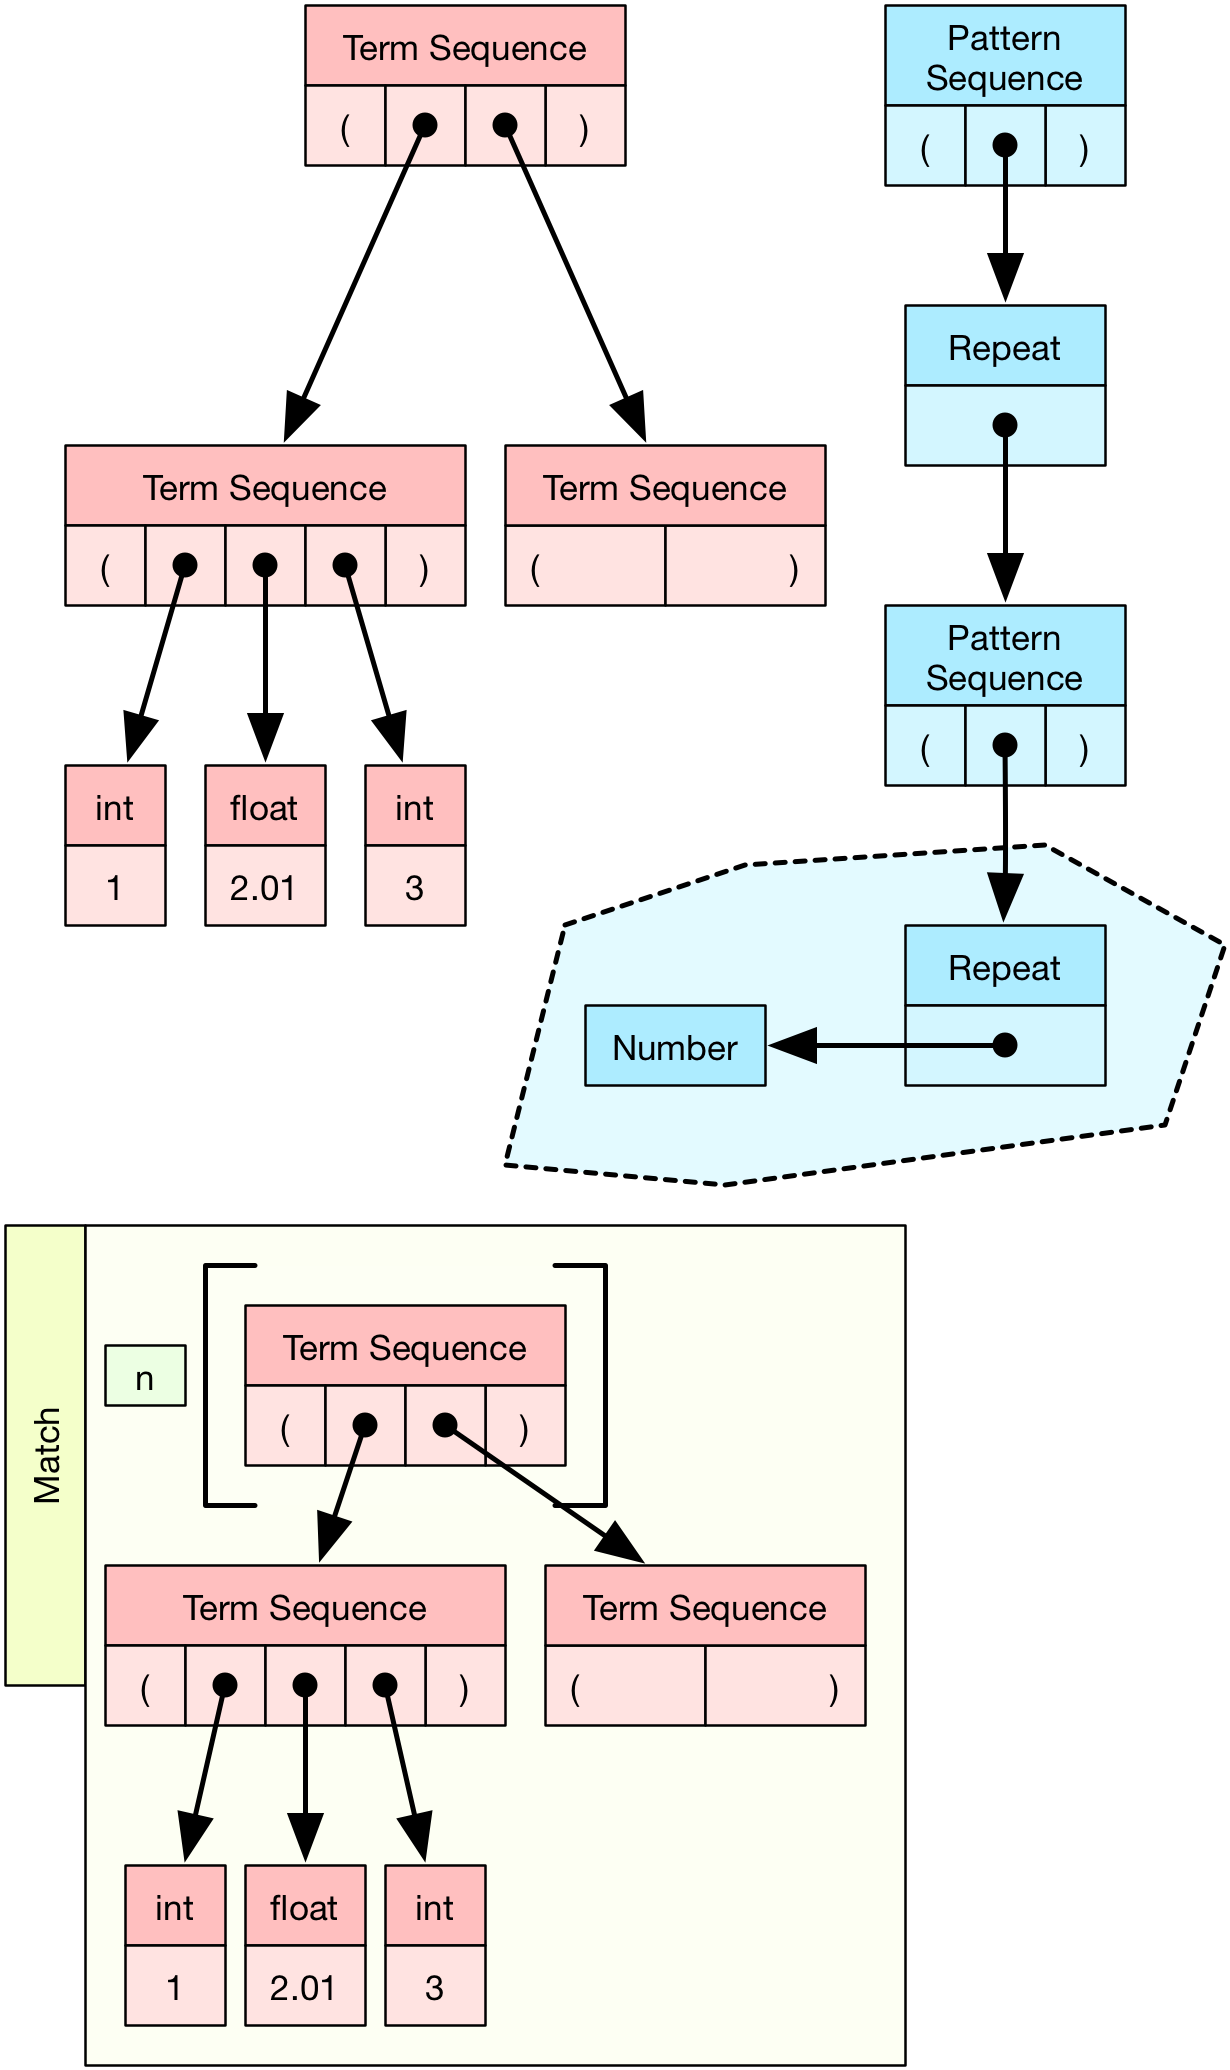 Term Sequence
( )
Pattern
Sequence
( )
Repeat
Term Sequence
( )
Term Sequence
( )
Pattern
Sequence
( )
int
1
float
2.01
int
3
Repeat
Number
Match
n
Term Sequence
( )
Term Sequence
( )
Term Sequence
( )
int
1
float
2.01
int
3